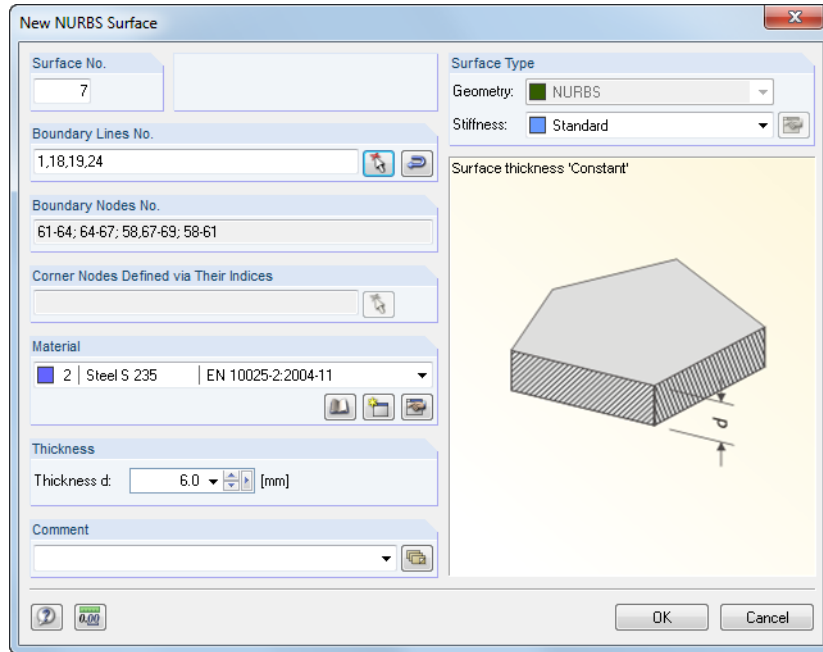 New NURBS Surface
Surface No.
7
Boundary Lines No.
1,18,19,24
Boundary Nodes No.
61-64; 64-67; 58,67-69; 58-61
Corner Nodes Defined via Their Indices
Material
2 | Steel S 235 | EN 10025-2:2004-11
Thickness
Thickness d: 6.0 [mm]
Comment
Surface Type
Geometry: NURBS
Stiffness: Standard
Surface thickness 'Constant'
d
0.00
OK Cancel